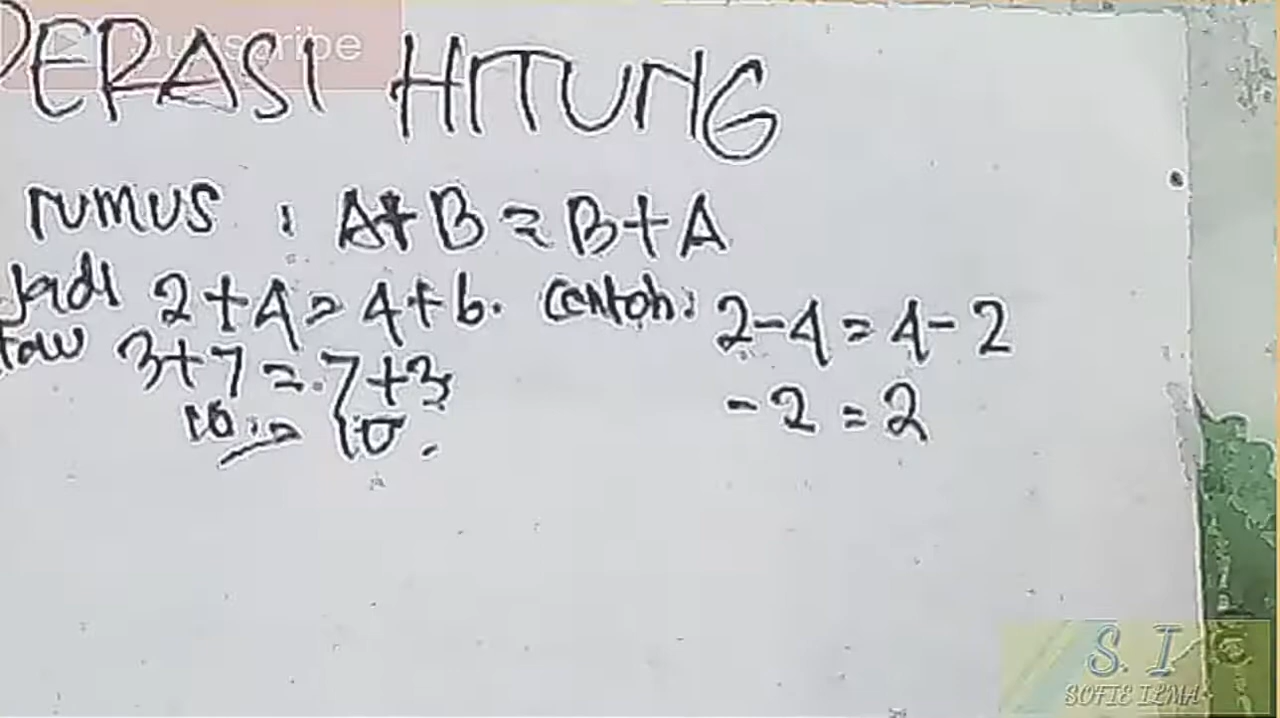 Subscribe
PERASI HITUNG
rumus : A+B = B+A
Jadi 2+4 = 4+6. Contoh: 2-4 = 4-2
tau 3+7 = 7+3
10 = 10. -2 = 2
S. I
SOFIE ILMA